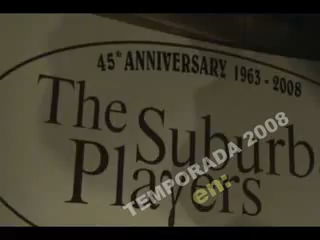 45th ANNIVERSARY 1963 - 2008
The Suburb.
Players
TEMPORADA 2008
en: